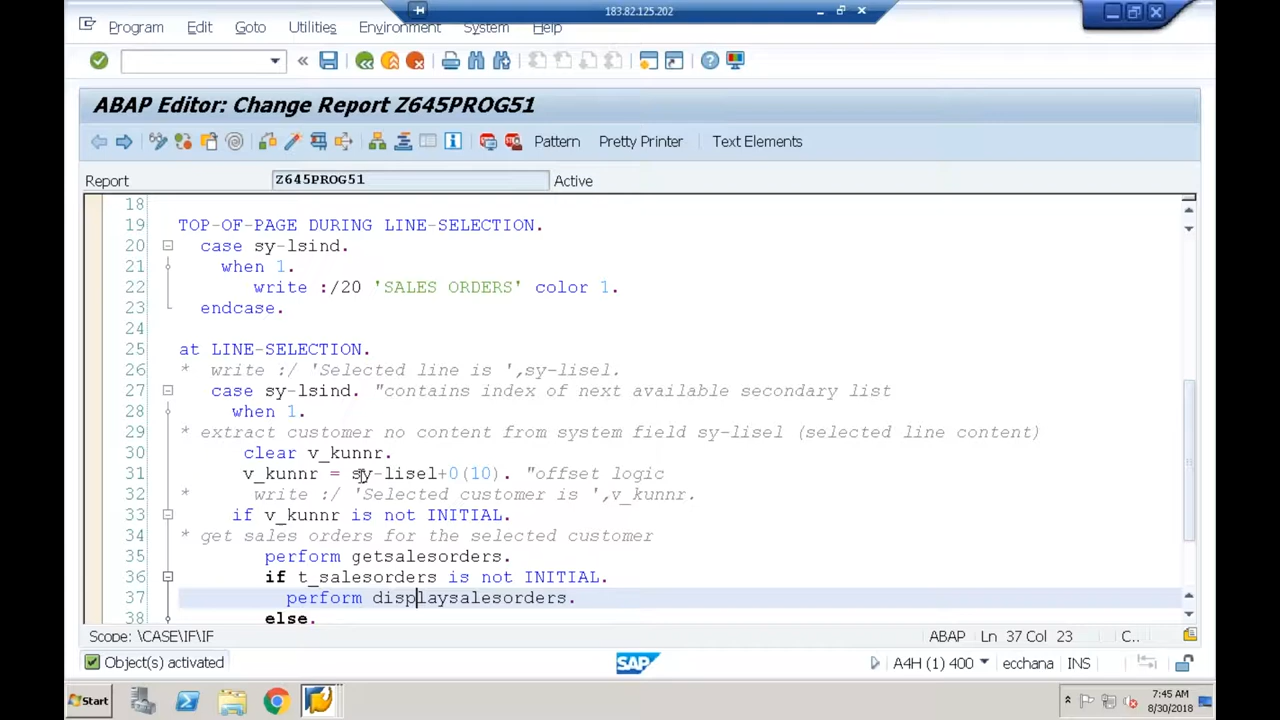 183.82.125.202
Program Edit Goto Utilities Environment System Help
ABAP Editor: Change Report Z645PROG51
Pattern Pretty Printer Text Elements
Report Z645PROG51 Active
18
19 TOP-OF-PAGE DURING LINE-SELECTION.
20 case sy-lsind.
21 when 1.
22 write :/20 'SALES ORDERS' color 1.
23 endcase.
24
25 at LINE-SELECTION.
26 * write :/ 'Selected line is ',sy-lisel.
27 case sy-lsind. "contains index of next available secondary list
28 when 1.
29 * extract customer no content from system field sy-lisel (selected line content)
30 clear v_kunnr.
31 v_kunnr = sy-lisel+0(10). "offset logic
32 * write :/ 'Selected customer is ',v_kunnr.
33 if v_kunnr is not INITIAL.
34 * get sales orders for the selected customer
35 perform getsalesorders.
36 if t_salesorders is not INITIAL.
37 perform displaysalesorders.
38 else.
Scope: \CASE\IF\IF ABAP Ln 37 Col 23 C..
Object(s) activated SAP A4H (1) 400 ecchana INS
Start 7:45 AM
8/30/2018